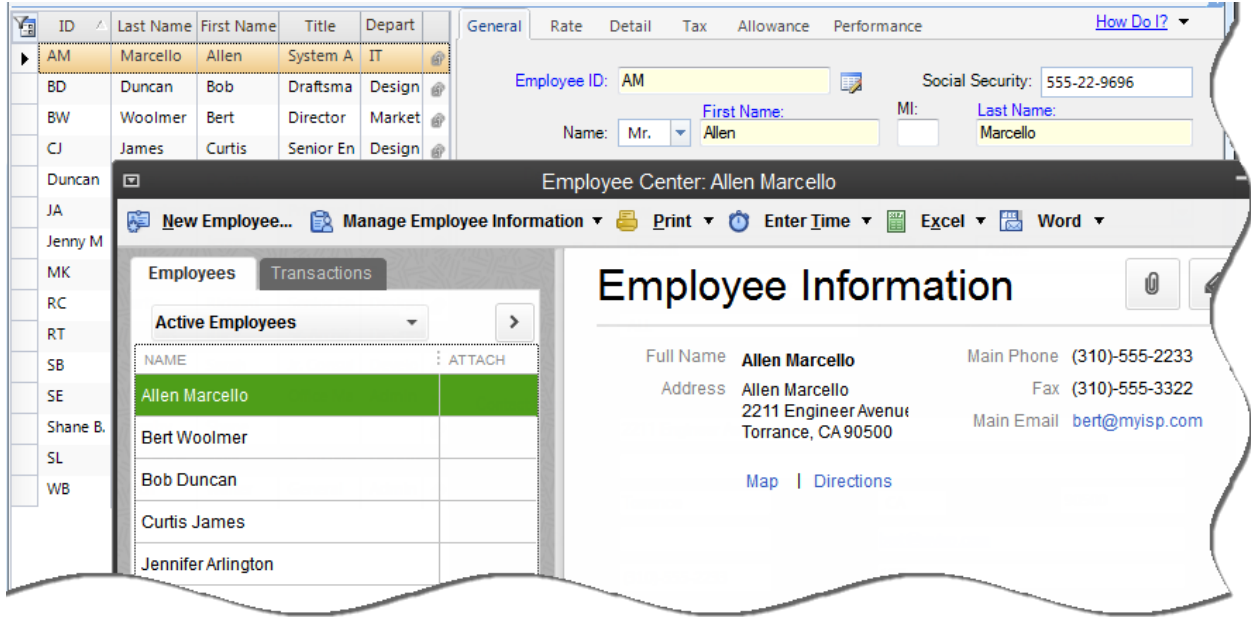 ID Last Name First Name Title Depart
AM Marcello Allen System A IT
BD Duncan Bob Draftsma Design
BW Woolmer Bert Director Market
CJ James Curtis Senior En Design
Duncan
JA
Jenny M
MK
RC
RT
SB
SE
Shane B.
SL
WB
General Rate Detail Tax Allowance Performance How Do I?
Employee ID: AM Social Security: 555-22-9696
First Name: MI: Last Name:
Name: Mr. Allen Marcello
Employee Center: Allen Marcello
New Employee... Manage Employee Information Print Enter Time Excel Word
Employees Transactions
Active Employees
NAME ATTACH
Allen Marcello
Bert Woolmer
Bob Duncan
Curtis James
Jennifer Arlington
Employee Information
Full Name Allen Marcello Main Phone (310)-555-2233
Address Allen Marcello Fax (310)-555-3322
2211 Engineer Avenue
Main Email bert@myisp.com
Torrance, CA 90500
Map | Directions